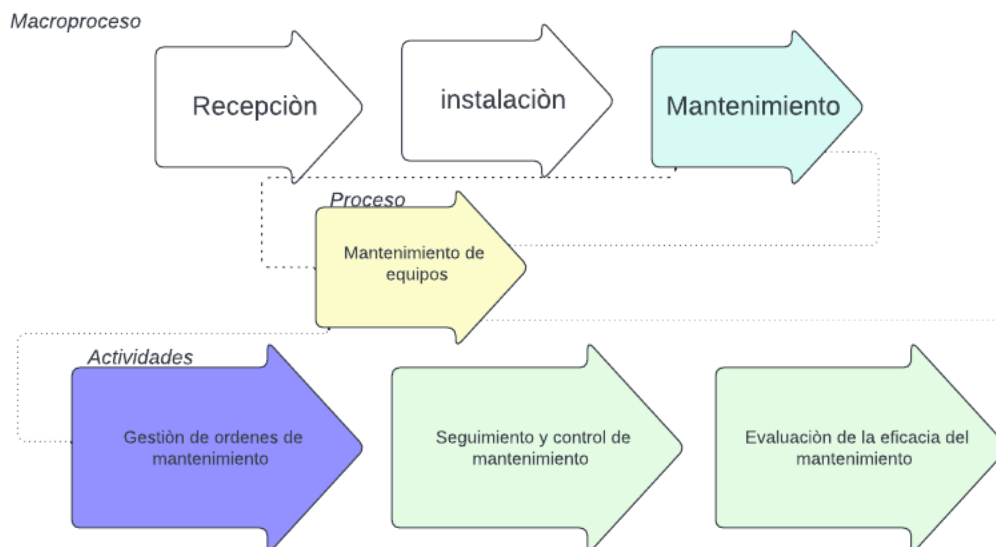 Macroproceso
Recepciòn
instalaciòn
Mantenimiento
Proceso
Mantenimiento de
equipos
Actividades
Gestiòn de ordenes de
mantenimiento
Seguimiento y control de
mantenimiento
Evaluaciòn de la eficacia del
mantenimiento